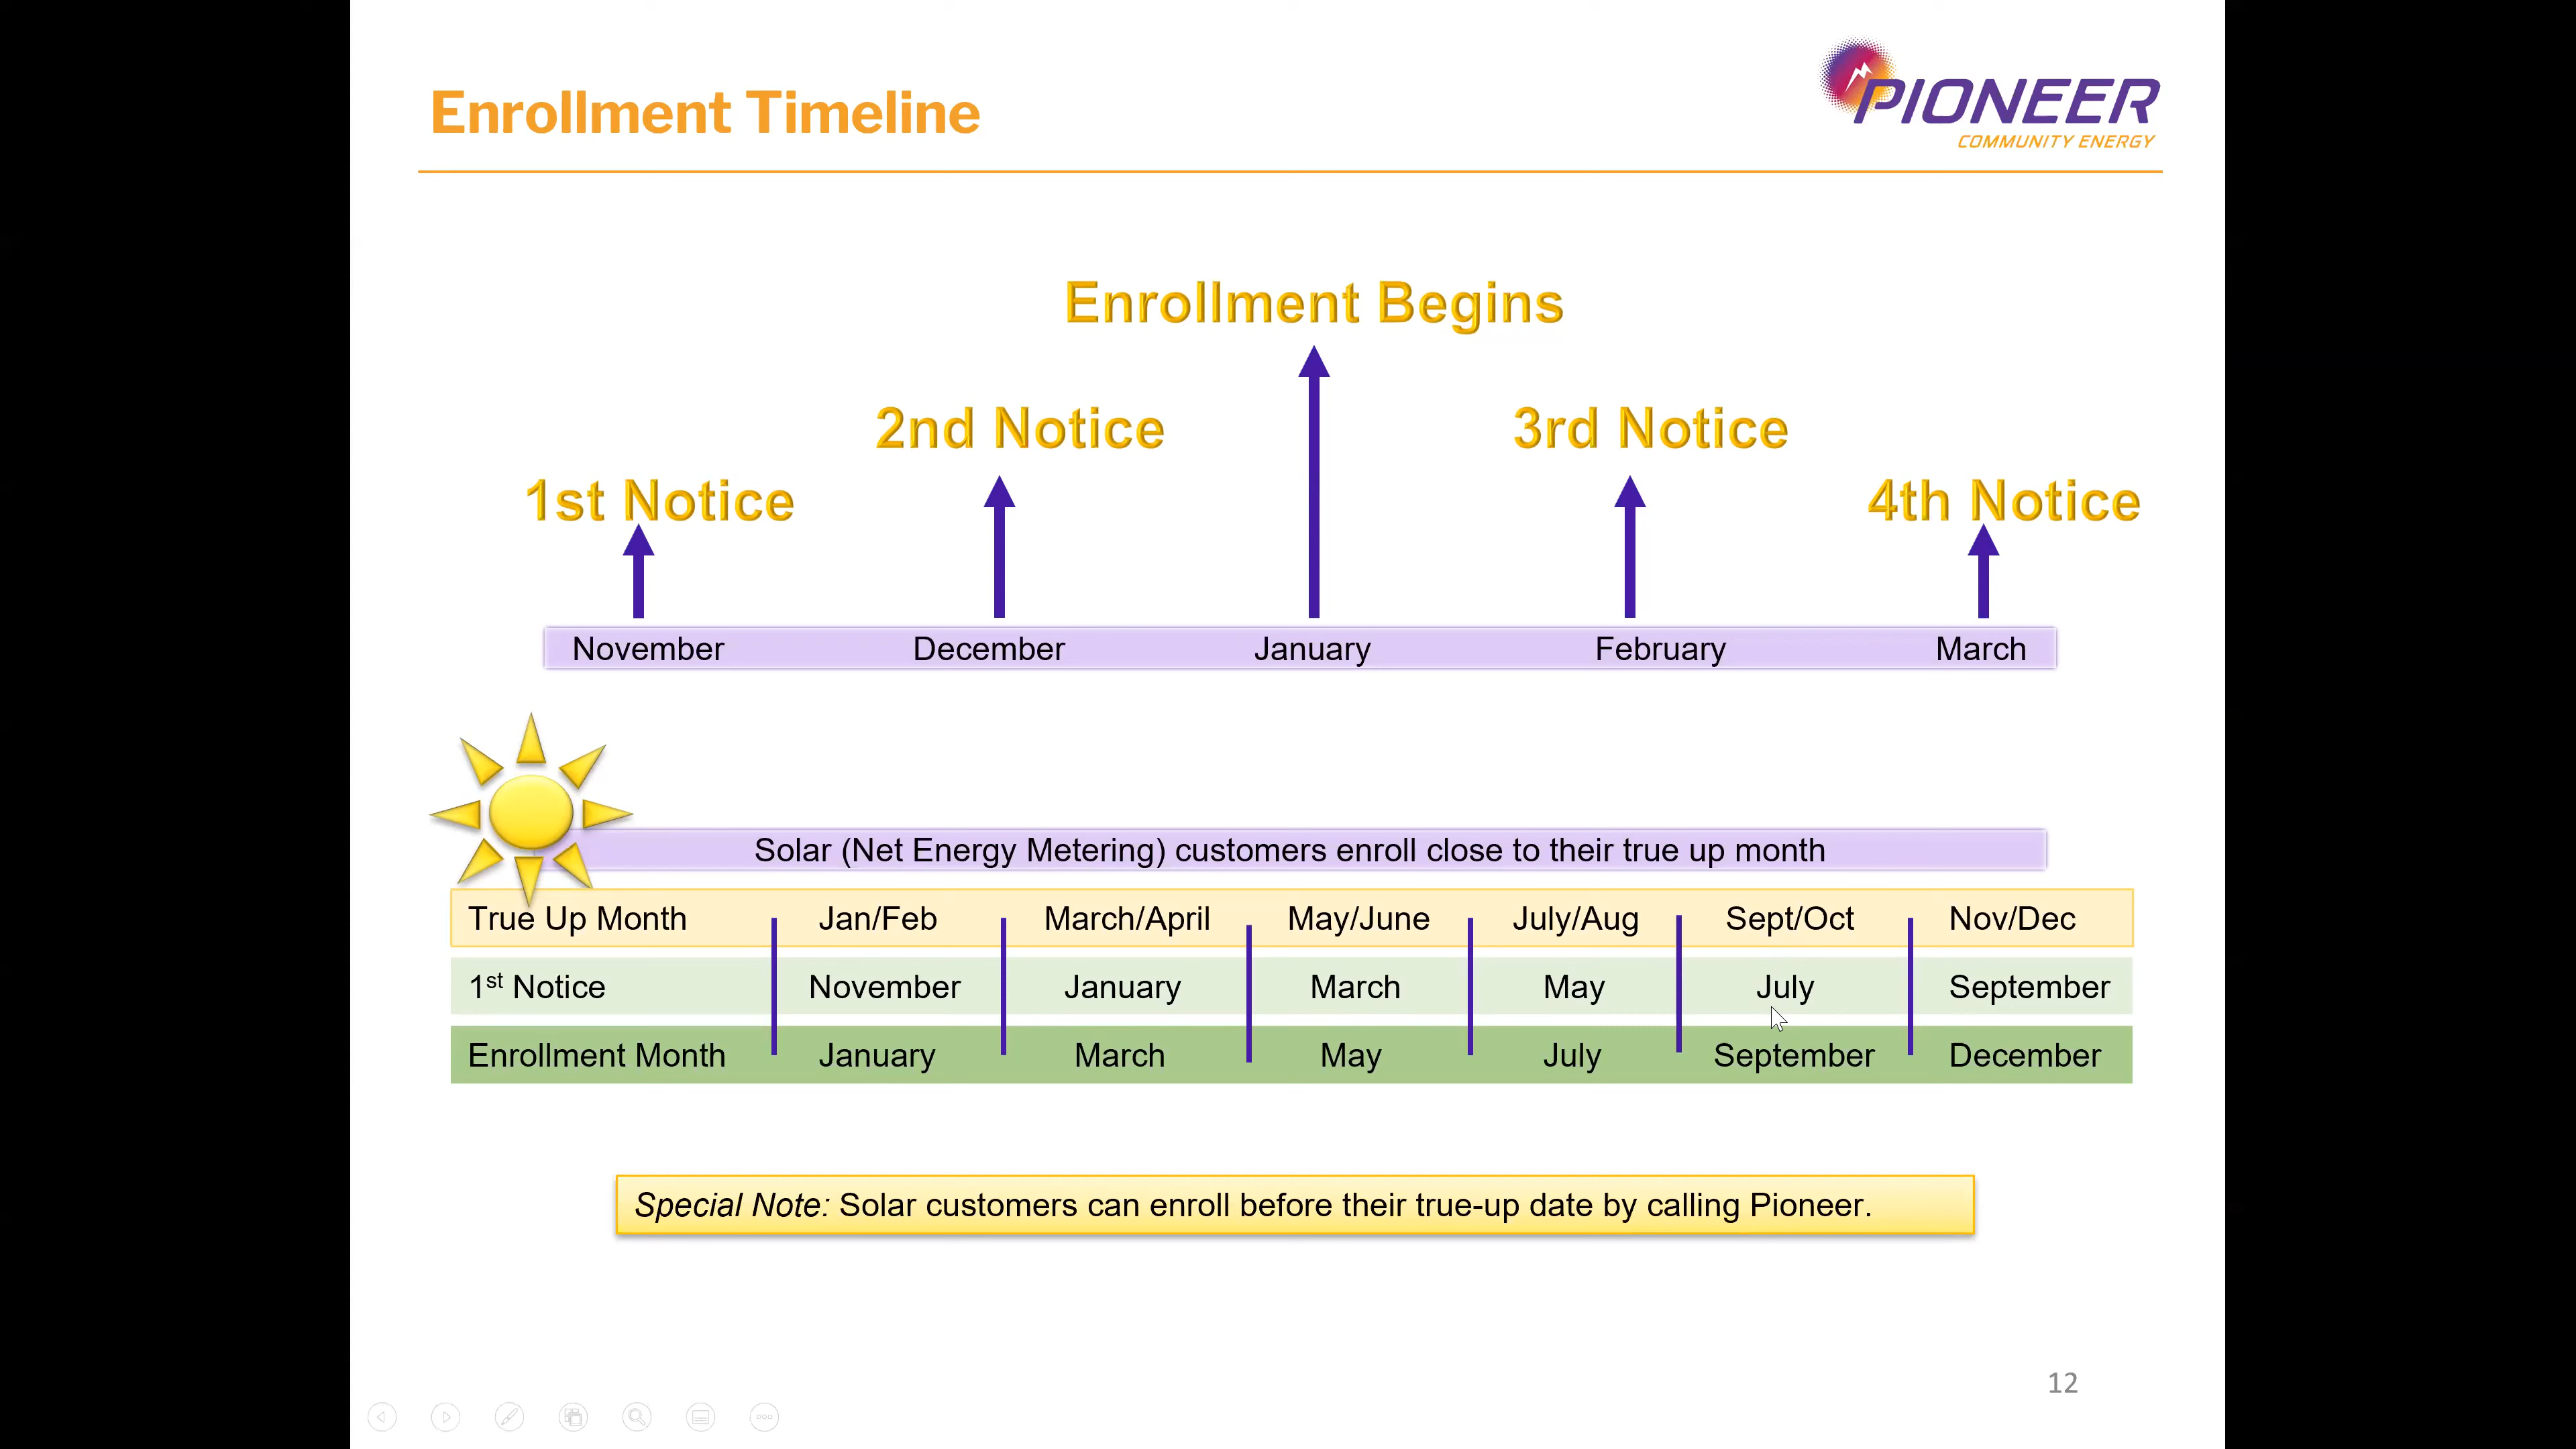 Enrollment Timeline
PIONEER
COMMUNITY ENERGY
Enrollment Begins
2nd Notice
3rd Notice
1st Notice
4th Notice
November December January February March
Solar (Net Energy Metering) customers enroll close to their true up month
True Up Month Jan/Feb March/April May/June July/Aug Sept/Oct Nov/Dec
1st Notice November January March May July September
Enrollment Month January March May July September December
Special Note: Solar customers can enroll before their true-up date by calling Pioneer.
12